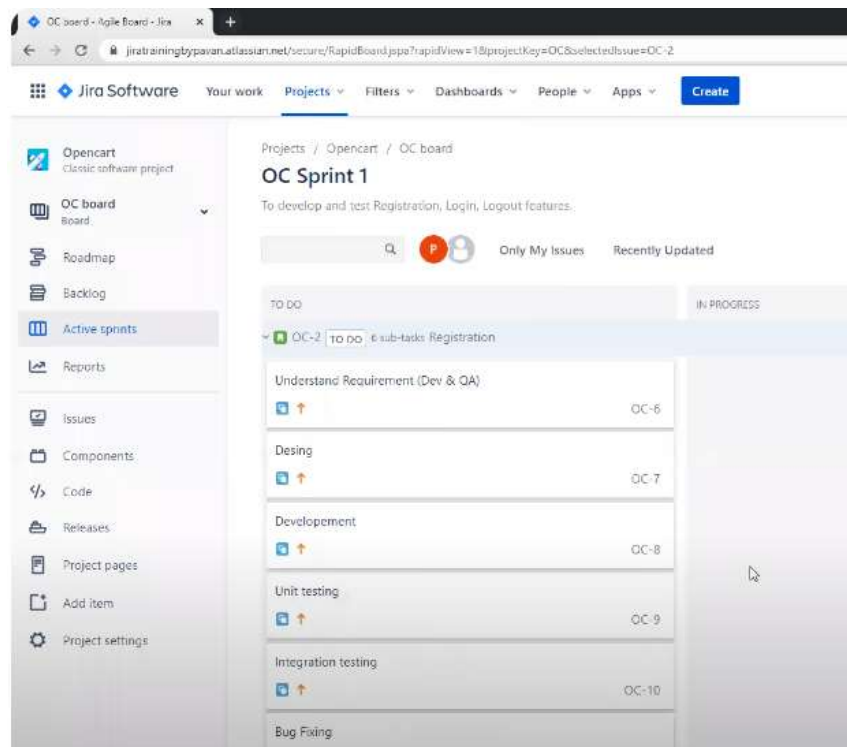 OC board - Agile Board - Jira
jiratrainingbypavan.atlassian.net/secure/RapidBoard.jspa?rapidView=1&projectKey=OC&selectedIssue=OC-2
Jira Software Your work Projects Filters Dashboards People Apps Create
Opencart
Classic software project
OC board
Board
Roadmap
Backlog
Active sprints
Reports
Issues
Components
Code
Releases
Project pages
Add item
Project settings
Projects / Opencart / OC board
OC Sprint 1
To develop and test Registration, Login, Logout features.
P Only My Issues Recently Updated
TO DO IN PROGRESS
OC-2 TO DO 6 sub-tasks Registration
Understand Requirement (Dev & QA)
OC-6
Desing
OC-7
Developement
OC-8
Unit testing
OC-9
Integration testing
OC-10
Bug Fixing